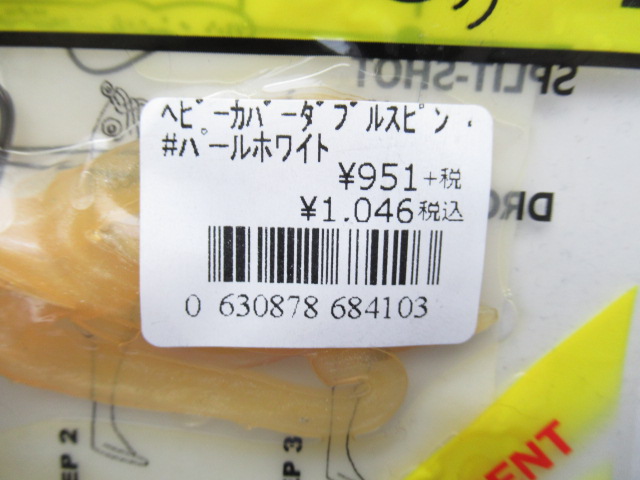 ﾍﾋﾞｰｶﾊﾞｰﾀﾞﾌﾞﾙｽﾋﾟﾝ
#ﾊﾟｰﾙﾎﾜｲﾄ
¥951+税
¥1.046税込
0 630878 684103
SPLIT-SHOT
DRO
EP 2
EP 3
ENT